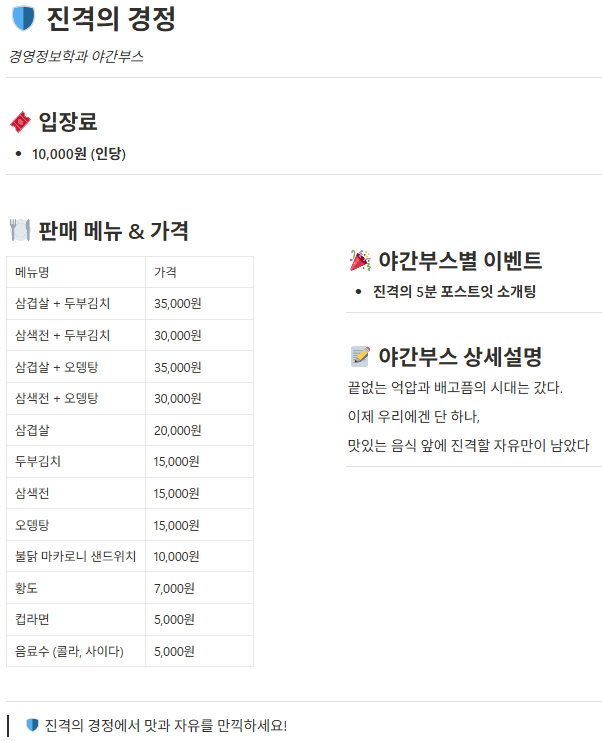 진격의 경정
경영정보학과 야간부스
입장료
10,000원 (인당)
판매 메뉴 & 가격
메뉴명 가격
삼겹살 + 두부김치 35,000원
삼색전 + 두부김치 30,000원
삼겹살 + 오뎅탕 35,000원
삼색전 + 오뎅탕 30,000원
삼겹살 20,000원
두부김치 15,000원
삼색전 15,000원
오뎅탕 15,000원
불닭 마카로니 샌드위치 10,000원
황도 7,000원
컵라면 5,000원
음료수 (콜라, 사이다) 5,000원
야간부스별 이벤트
진격의 5분 포스트잇 소개팅
야간부스 상세설명
끝없는 억압과 배고픔의 시대는 갔다.
이제 우리에겐 단 하나,
맛있는 음식 앞에 진격할 자유만이 남았다
진격의 경정에서 맛과 자유를 만끽하세요!